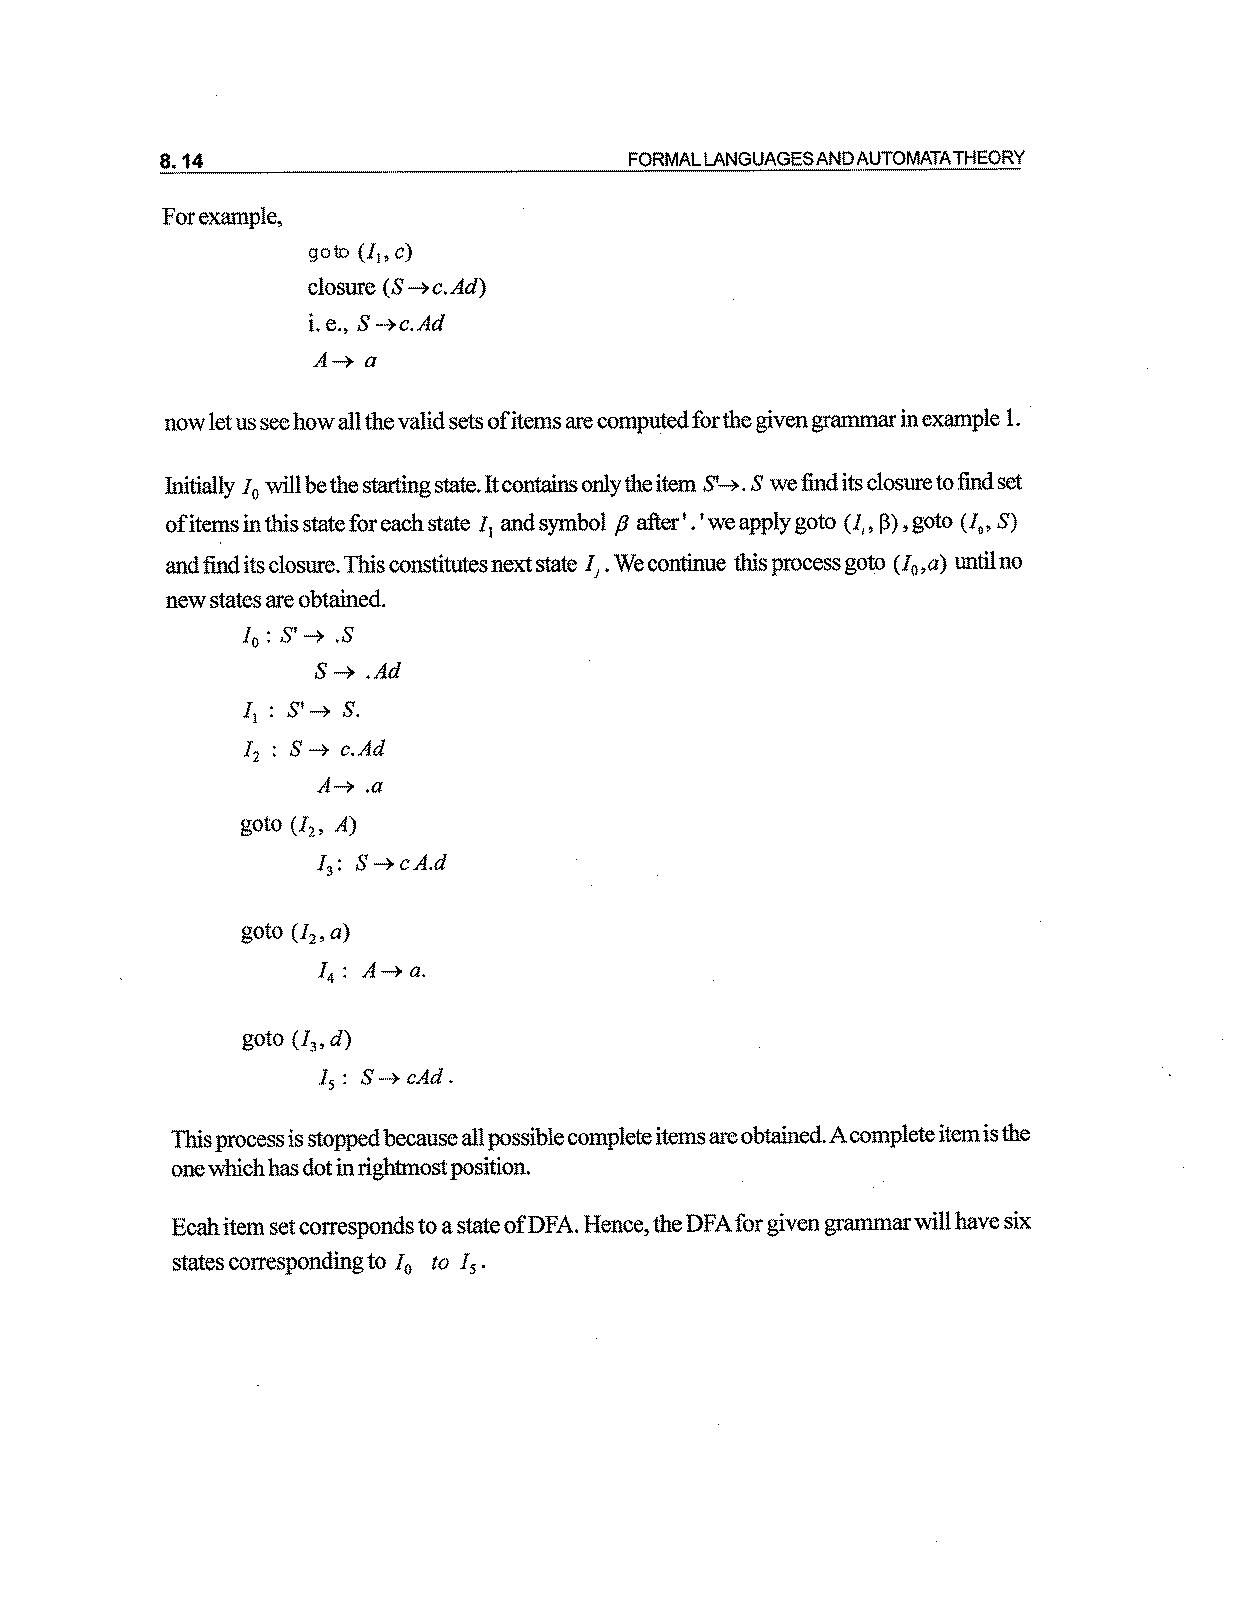 8. 14 FORMAL LANGUAGES AND AUTOMATA THEORY
For example,
goto (I₁, c)
closure (S → c. Ad)
i. e., S → c. Ad
A → a
now let us see how all the valid sets of items are computed for the given grammar in example 1.
Initially I₀ will be the starting state. It contains only the item S'→. S we find its closure to find set
of items in this state for each state I₁ and symbol β after ' . ' we apply goto (Iᵢ, β) , goto (I₀, S)
and find its closure. This constitutes next state Iⱼ . We continue this process goto (I₀,a) until no
new states are obtained.
I₀ : S' → .S
S → .Ad
I₁ : S' → S.
I₂ : S → c.Ad
A → .a
goto (I₂, A)
I₃: S → c A.d
goto (I₂, a)
I₄ : A → a.
goto (I₃, d)
I₅ : S → cAd .
This process is stopped because all possible complete items are obtained. A complete item is the
one which has dot in rightmost position.
Ecah item set corresponds to a state of DFA. Hence, the DFA for given grammar will have six
states corresponding to I₀ to I₅ .